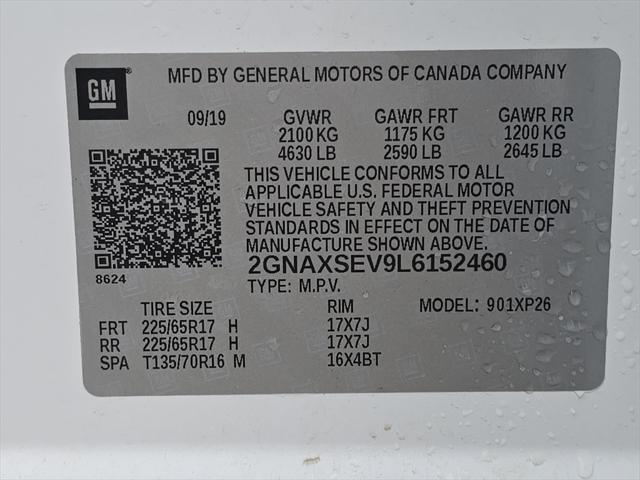 GM
MFD BY GENERAL MOTORS OF CANADA COMPANY
09/19 GVWR GAWR FRT GAWR RR
2100 KG 1175 KG 1200 KG
4630 LB 2590 LB 2645 LB
THIS VEHICLE CONFORMS TO ALL
APPLICABLE U.S. FEDERAL MOTOR
VEHICLE SAFETY AND THEFT PREVENTION
STANDARDS IN EFFECT ON THE DATE OF
MANUFACTURE SHOWN ABOVE.
2GNAXSEV9L6152460
8624
TYPE: M.P.V.
TIRE SIZE RIM MODEL: 901XP26
FRT 225/65R17 H 17X7J
RR 225/65R17 H 17X7J
SPA T135/70R16 M 16X4BT